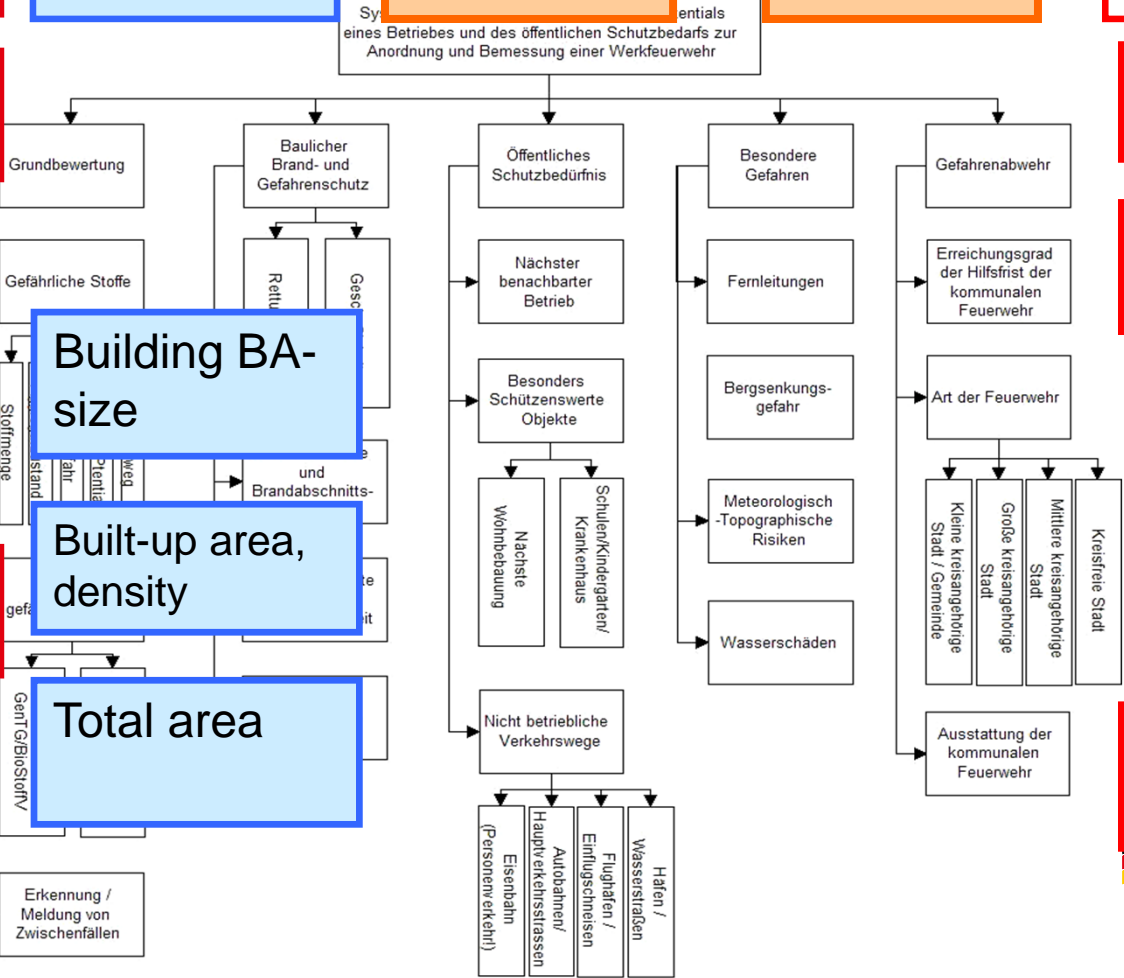 eines Betriebes und des öffentlichen Schutzbedarfs zur
Anordnung und Bemessung einer Werkfeuerwehr
Grundbewertung
Baulicher
Brand- und
Gefahrenschutz
Öffentliches
Schutzbedürfnis
Besondere
Gefahren
Gefahrenabwehr
Gefährliche Stoffe
Nächster
benachbarter
Betrieb
Fernleitungen
Erreichungsgrad
der Hilfsfrist der
kommunalen
Feuerwehr
Building BA-
size
Besonders
Schützenswerte
Objekte
Bergsenkungs-
gefahr
Art der Feuerwehr
Stoffmenge
und
Brandabschnitts-
Nächste
Wohnbebauung
Schulen/Kindergärten/
Krankenhaus
Meteorologisch
-Topographische
Risiken
Kleine kreisangehörige
Stadt / Gemeinde
Große kreisangehörige
Stadt
Mittlere kreisangehörige
Stadt
Kreisfreie Stadt
Built-up area,
density
Wasserschäden
GenTG/BioStoffV
Total area
Nicht betriebliche
Verkehrswege
Ausstattung der
kommunalen
Feuerwehr
Eisenbahn
(Personenverkehr!)
Autobahnen/
Hauptverkehrsstrassen
Flughäfen /
Einflugschneisen
Häfen /
Wasserstraßen
Erkennung /
Meldung von
Zwischenfällen